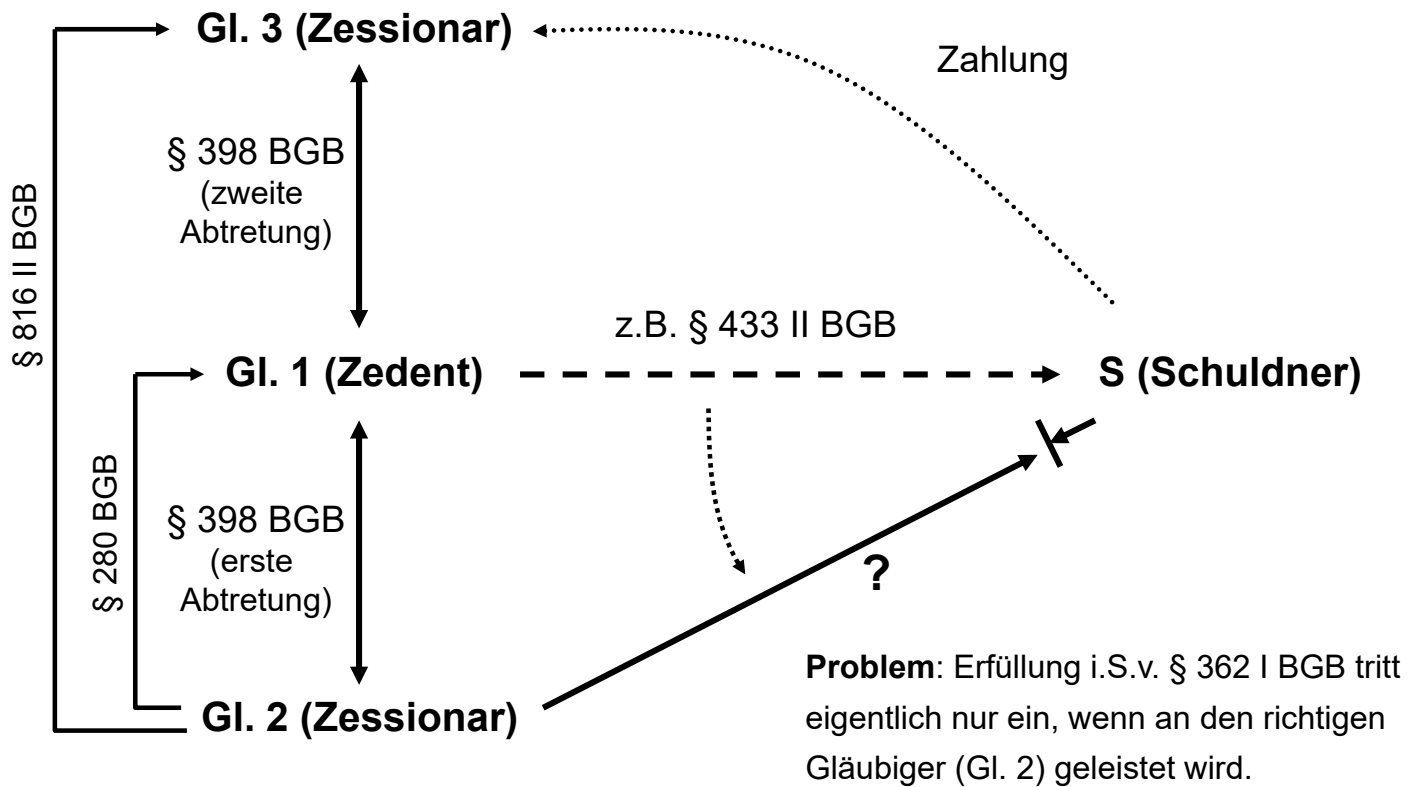 Gl. 3 (Zessionar)
Zahlung
§ 398 BGB
(zweite
Abtretung)
§ 816 II BGB
z.B. § 433 II BGB
Gl. 1 (Zedent)
S (Schuldner)
§ 280 BGB
§ 398 BGB
(erste
Abtretung)
?
Gl. 2 (Zessionar)
Problem: Erfüllung i.S.v. § 362 I BGB tritt
eigentlich nur ein, wenn an den richtigen
Gläubiger (Gl. 2) geleistet wird.